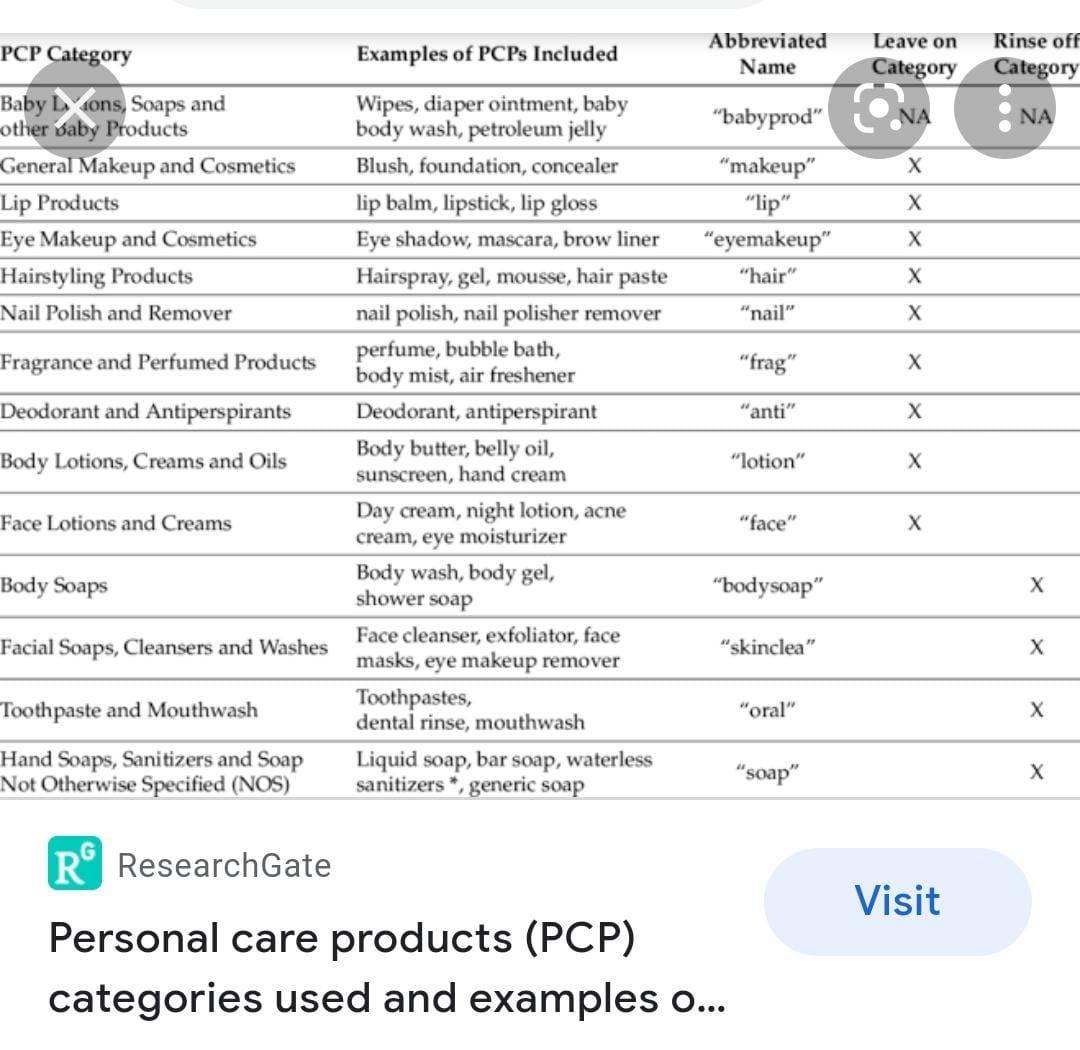 PCP Category Examples of PCPs Included Abbreviated Name Leave on Category Rinse off Category
Baby Lotions, Soaps and other Baby Products Wipes, diaper ointment, baby body wash, petroleum jelly “babyprod” NA NA
General Makeup and Cosmetics Blush, foundation, concealer “makeup” X
Lip Products lip balm, lipstick, lip gloss “lip” X
Eye Makeup and Cosmetics Eye shadow, mascara, brow liner “eyemakeup” X
Hairstyling Products Hairspray, gel, mousse, hair paste “hair” X
Nail Polish and Remover nail polish, nail polisher remover “nail” X
Fragrance and Perfumed Products perfume, bubble bath, body mist, air freshener “frag” X
Deodorant and Antiperspirants Deodorant, antiperspirant “anti” X
Body Lotions, Creams and Oils Body butter, belly oil, sunscreen, hand cream “lotion” X
Face Lotions and Creams Day cream, night lotion, acne cream, eye moisturizer “face” X
Body Soaps Body wash, body gel, shower soap “bodysoap” X
Facial Soaps, Cleansers and Washes Face cleanser, exfoliator, face masks, eye makeup remover “skinclea” X
Toothpaste and Mouthwash Toothpastes, dental rinse, mouthwash “oral” X
Hand Soaps, Sanitizers and Soap Not Otherwise Specified (NOS) Liquid soap, bar soap, waterless sanitizers *, generic soap “soap” X
RG ResearchGate
Visit
Personal care products (PCP)
categories used and examples o...